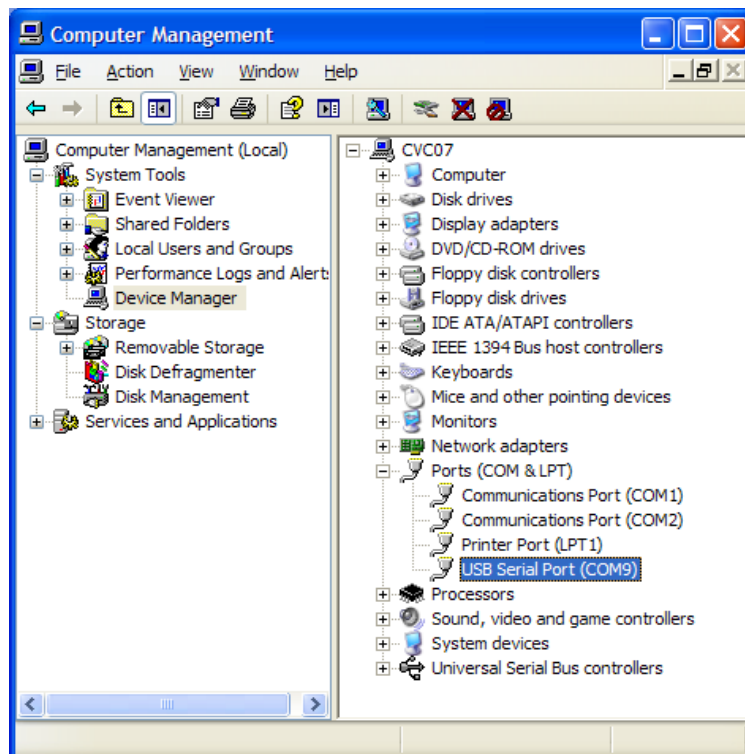 Computer Management
File Action View Window Help
Computer Management (Local)
System Tools
Event Viewer
Shared Folders
Local Users and Groups
Performance Logs and Alert
Device Manager
Storage
Removable Storage
Disk Defragmenter
Disk Management
Services and Applications
CVC07
Computer
Disk drives
Display adapters
DVD/CD-ROM drives
Floppy disk controllers
Floppy disk drives
IDE ATA/ATAPI controllers
IEEE 1394 Bus host controllers
Keyboards
Mice and other pointing devices
Monitors
Network adapters
Ports (COM & LPT)
Communications Port (COM1)
Communications Port (COM2)
Printer Port (LPT1)
USB Serial Port (COM9)
Processors
Sound, video and game controllers
System devices
Universal Serial Bus controllers